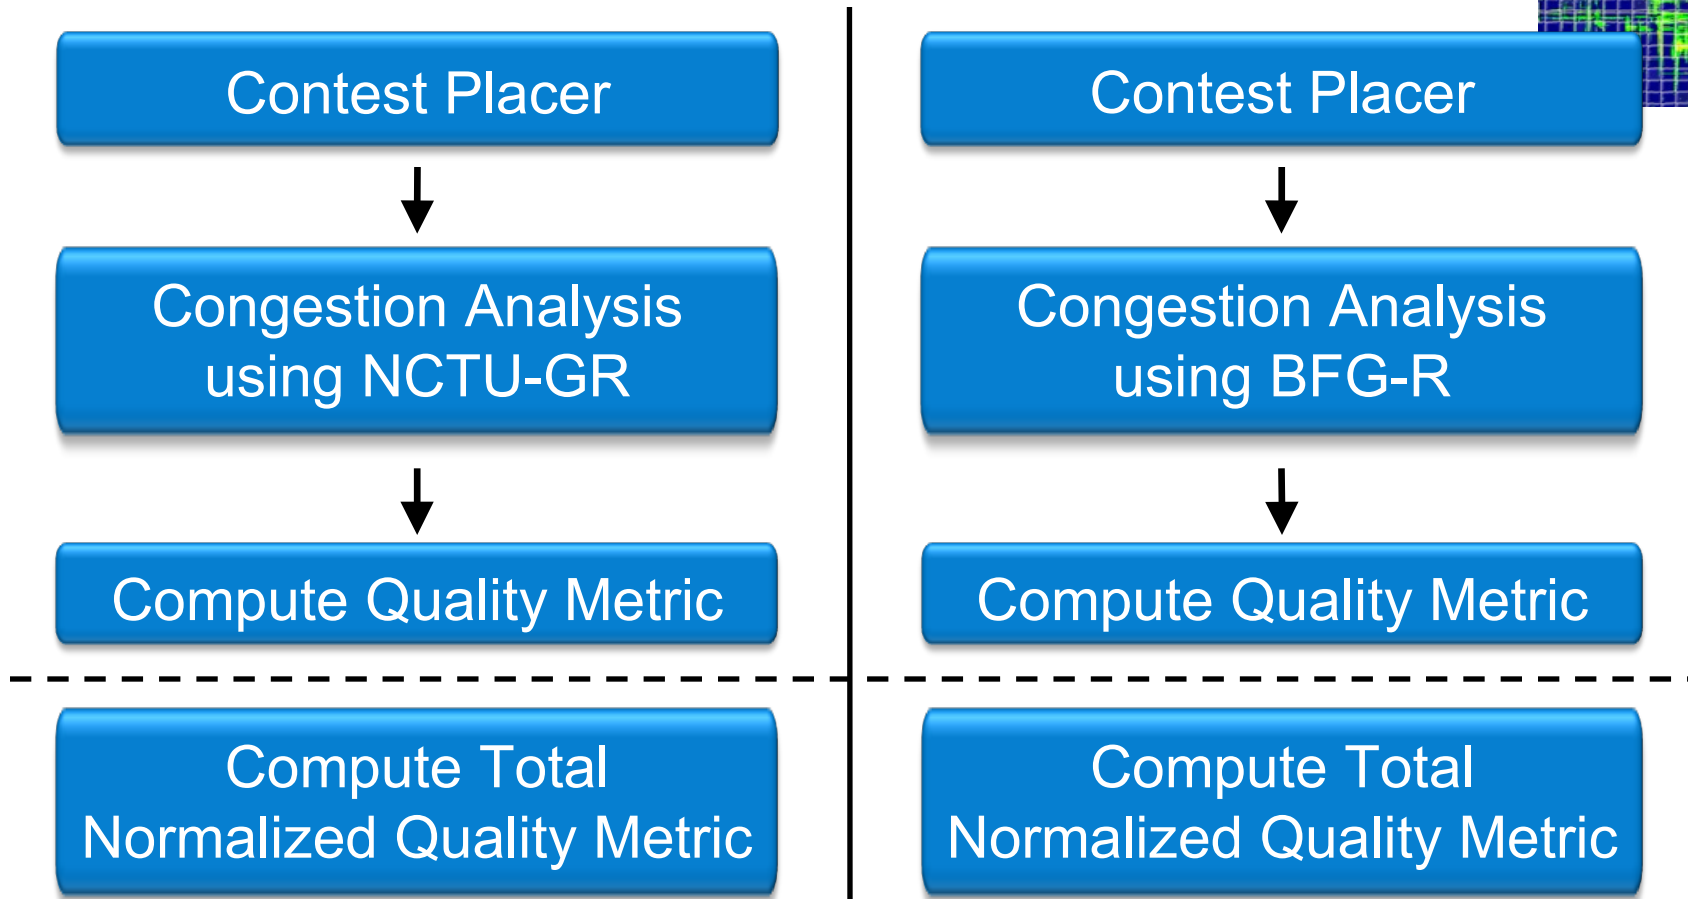 Contest Placer
Congestion Analysis
using NCTU-GR
Compute Quality Metric
Compute Total
Normalized Quality Metric
Contest Placer
Congestion Analysis
using BFG-R
Compute Quality Metric
Compute Total
Normalized Quality Metric